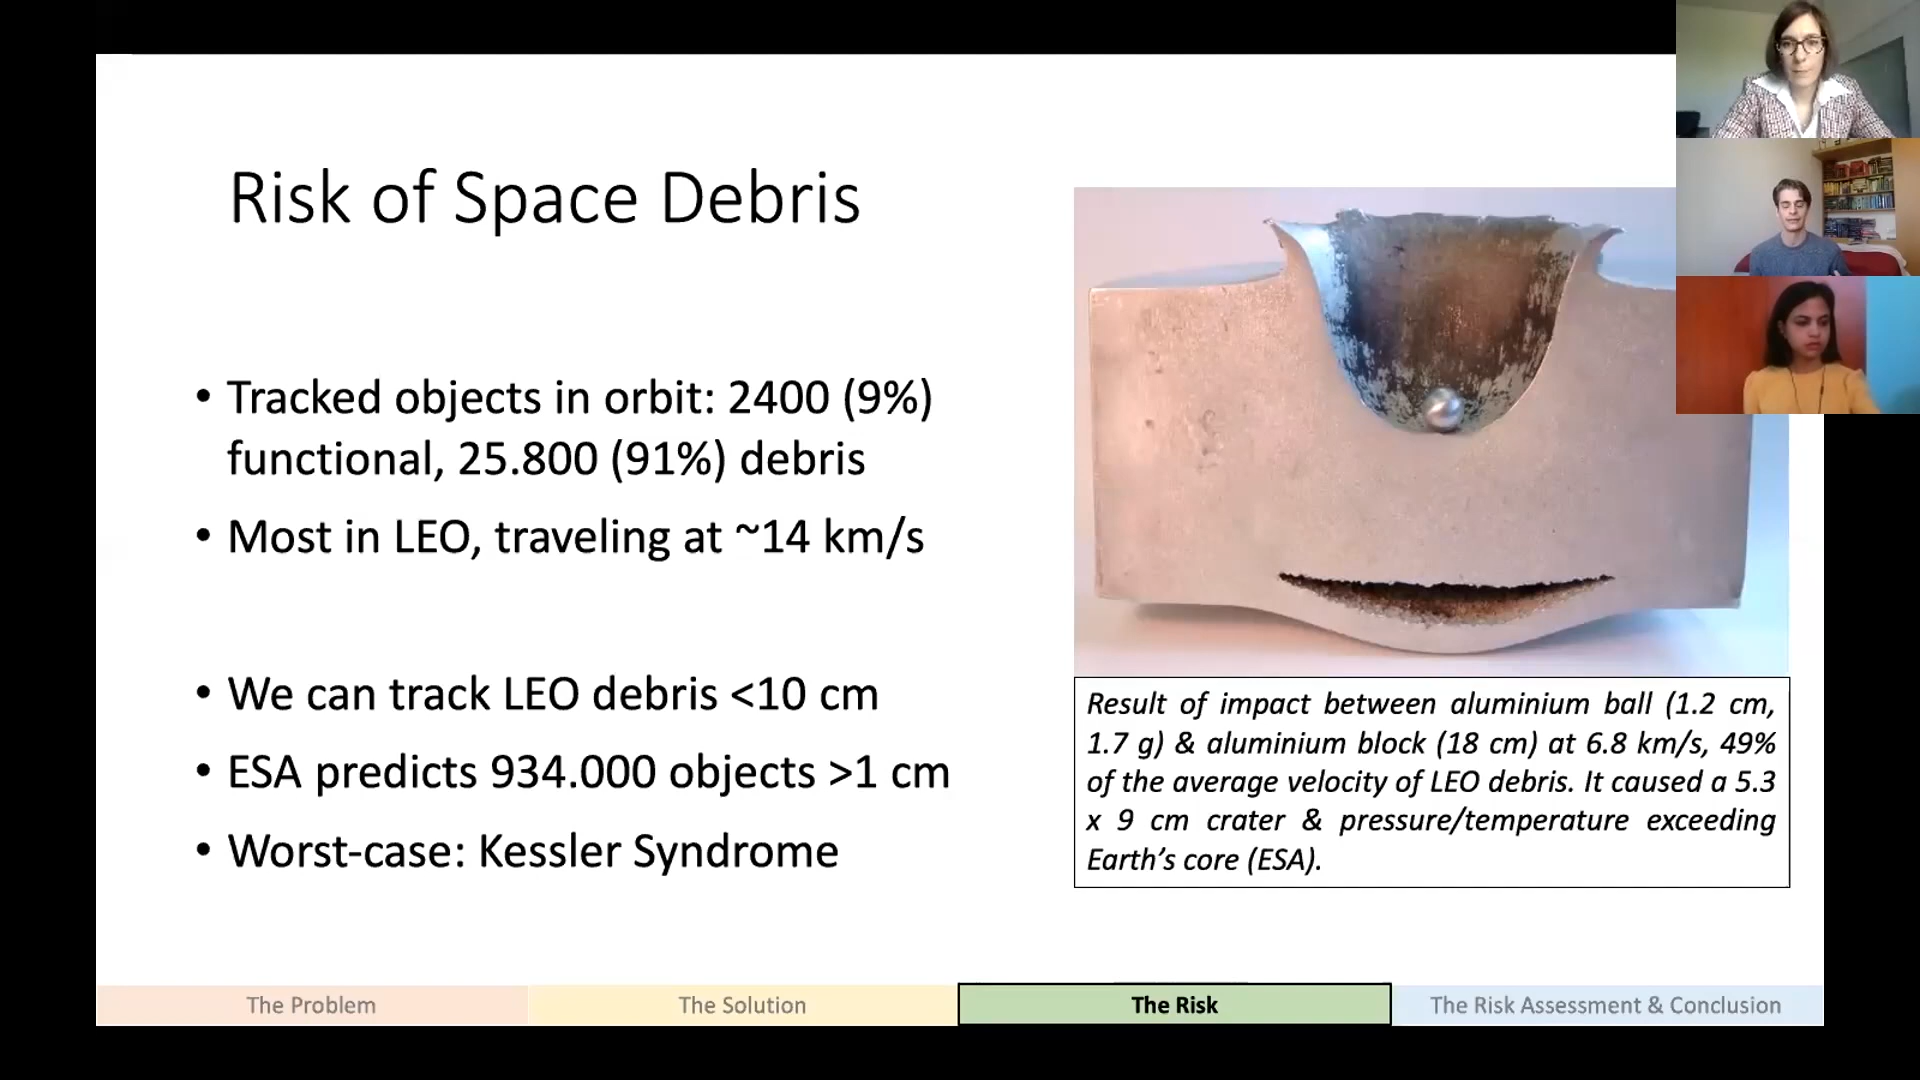 Risk of Space Debris
• Tracked objects in orbit: 2400 (9%)
functional, 25.800 (91%) debris
• Most in LEO, traveling at ~14 km/s
• We can track LEO debris <10 cm
• ESA predicts 934.000 objects >1 cm
• Worst-case: Kessler Syndrome
Result of impact between aluminium ball (1.2 cm,
1.7 g) & aluminium block (18 cm) at 6.8 km/s, 49%
of the average velocity of LEO debris. It caused a 5.3
x 9 cm crater & pressure/temperature exceeding
Earth's core (ESA).
The Problem
The Solution
The Risk
The Risk Assessment & Conclusion